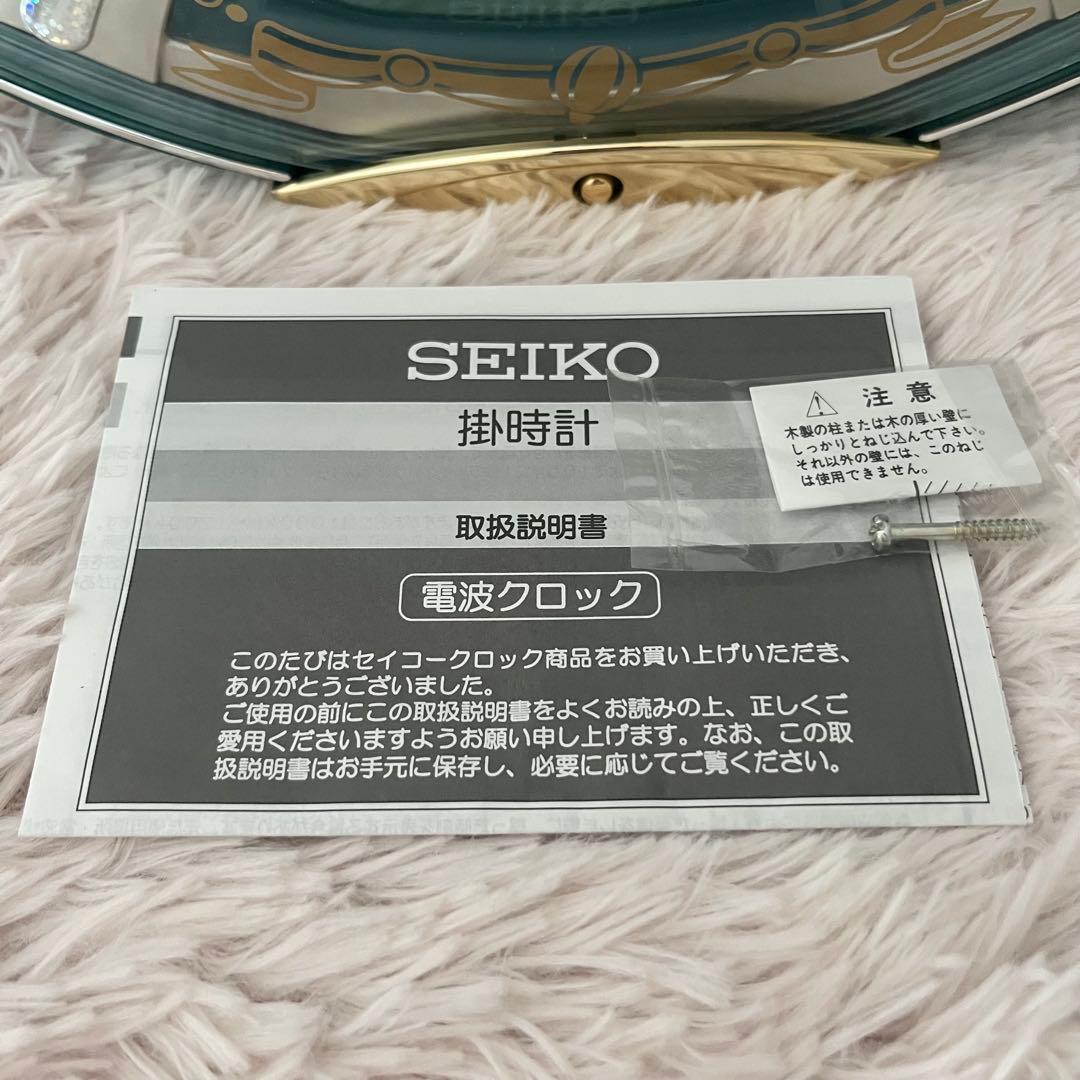 SEIKO
掛時計
取扱説明書
電波クロック
このたびはセイコークロック商品をお買い上げいただき、
ありがとうございました。
ご使用の前にこの取扱説明書をよくお読みの上、正しくご
愛用くださいますようお願い申し上げます。なお、この取
扱説明書はお手元に保存し、必要に応じてご覧ください。
注意
木製の柱または木の厚い壁に
しっかりとねじ込んで下さい。
それ以外の壁には、このねじ
は使用できません。